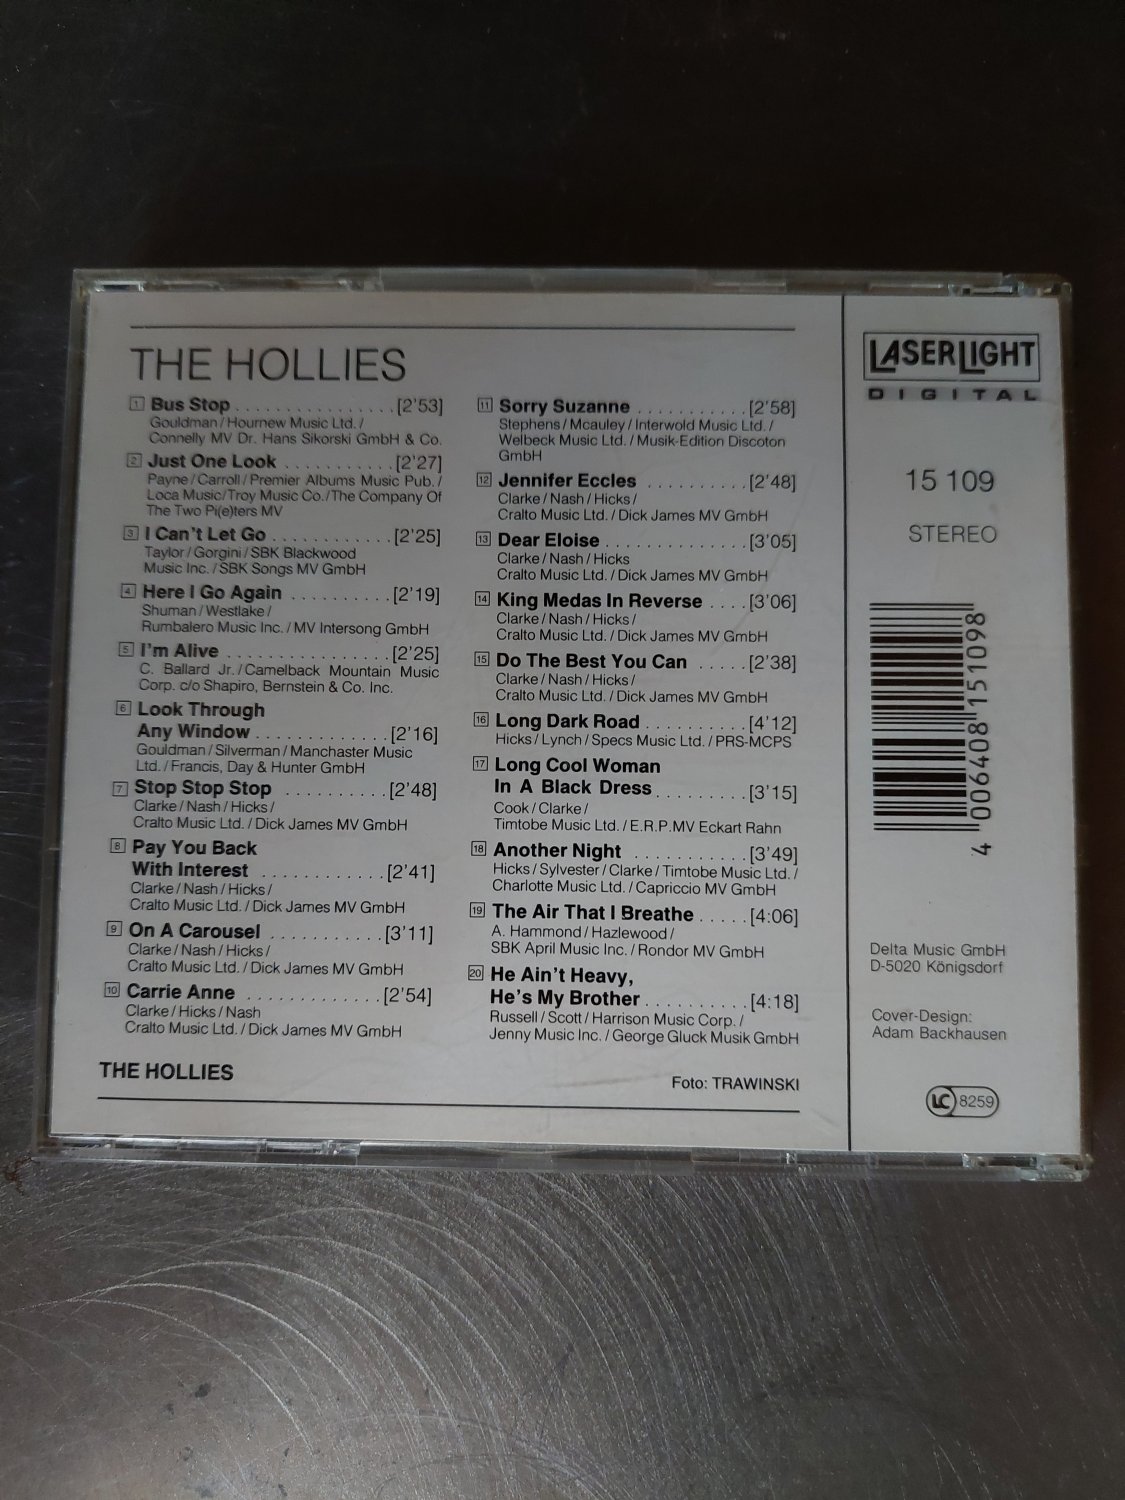 THE HOLLIES
1 Bus Stop . . . . . . . . . . . . . . . . [2'53]
Gouldman/Hournew Music Ltd./
Connelly MV Dr. Hans Sikorski GmbH & Co.
2 Just One Look . . . . . . . . . . . [2'27]
Payne/Carroll/Premier Albums Music Pub./
Loca Music/Troy Music Co./The Company Of
The Two Pi(e)ters MV
3 I Can't Let Go . . . . . . . . . . . . [2'25]
Taylor/Gorgini/SBK Blackwood
Music Inc./SBK Songs MV GmbH
4 Here I Go Again . . . . . . . . . . [2'19]
Shuman/Westlake/
Rumbalero Music Inc./MV Intersong GmbH
5 I'm Alive . . . . . . . . . . . . . . . . [2'25]
C. Ballard Jr./Camelback Mountain Music
Corp. c/o Shapiro, Bernstein & Co. Inc.
6 Look Through
Any Window . . . . . . . . . . . . . [2'16]
Gouldman/Silverman/Manchaster Music
Ltd./Francis, Day & Hunter GmbH
7 Stop Stop Stop . . . . . . . . . . [2'48]
Clarke/Nash/Hicks/
Cralto Music Ltd./Dick James MV GmbH
8 Pay You Back
With Interest . . . . . . . . . . . . [2'41]
Clarke/Nash/Hicks/
Cralto Music Ltd./Dick James MV GmbH
9 On A Carousel . . . . . . . . . . . [3'11]
Clarke/Nash/Hicks/
Cralto Music Ltd./Dick James MV GmbH
10 Carrie Anne . . . . . . . . . . . . . [2'54]
Clarke/Hicks/Nash
Cralto Music Ltd./Dick James MV GmbH
THE HOLLIES
11 Sorry Suzanne . . . . . . . . . . . [2'58]
Stephens/Mcauley/Interwold Music Ltd./
Welbeck Music Ltd./Musik-Edition Discoton
GmbH
12 Jennifer Eccles . . . . . . . . . . [2'48]
Clarke/Nash/Hicks/
Cralto Music Ltd./Dick James MV GmbH
13 Dear Eloise . . . . . . . . . . . . . . [3'05]
Clarke/Nash/Hicks
Cralto Music Ltd./Dick James MV GmbH
14 King Medas In Reverse . . . . [3'06]
Clarke/Nash/Hicks/
Cralto Music Ltd./Dick James MV GmbH
15 Do The Best You Can . . . . . [2'38]
Clarke/Nash/Hicks/
Cralto Music Ltd./Dick James MV GmbH
16 Long Dark Road . . . . . . . . . . [4'12]
Hicks/Lynch/Specs Music Ltd./PRS-MCPS
17 Long Cool Woman
In A Black Dress . . . . . . . . . [3'15]
Cook/Clarke/
Timtobe Music Ltd./E.R.P.MV Eckart Rahn
18 Another Night . . . . . . . . . . . [3'49]
Hicks/Sylvester/Clarke/Timtobe Music Ltd./
Charlotte Music Ltd./Capriccio MV GmbH
19 The Air That I Breathe . . . . . [4:06]
A. Hammond/Hazlewood/
SBK April Music Inc./Rondor MV GmbH
20 He Ain't Heavy,
He's My Brother . . . . . . . . . . [4:18]
Russell/Scott/Harrison Music Corp./
Jenny Music Inc./George Gluck Musik GmbH
Foto: TRAWINSKI
LASERLIGHT
DIGITAL
15 109
STEREO
4 006408 151098
Delta Music GmbH
D-5020 Königsdorf
Cover-Design:
Adam Backhausen
LC 8259